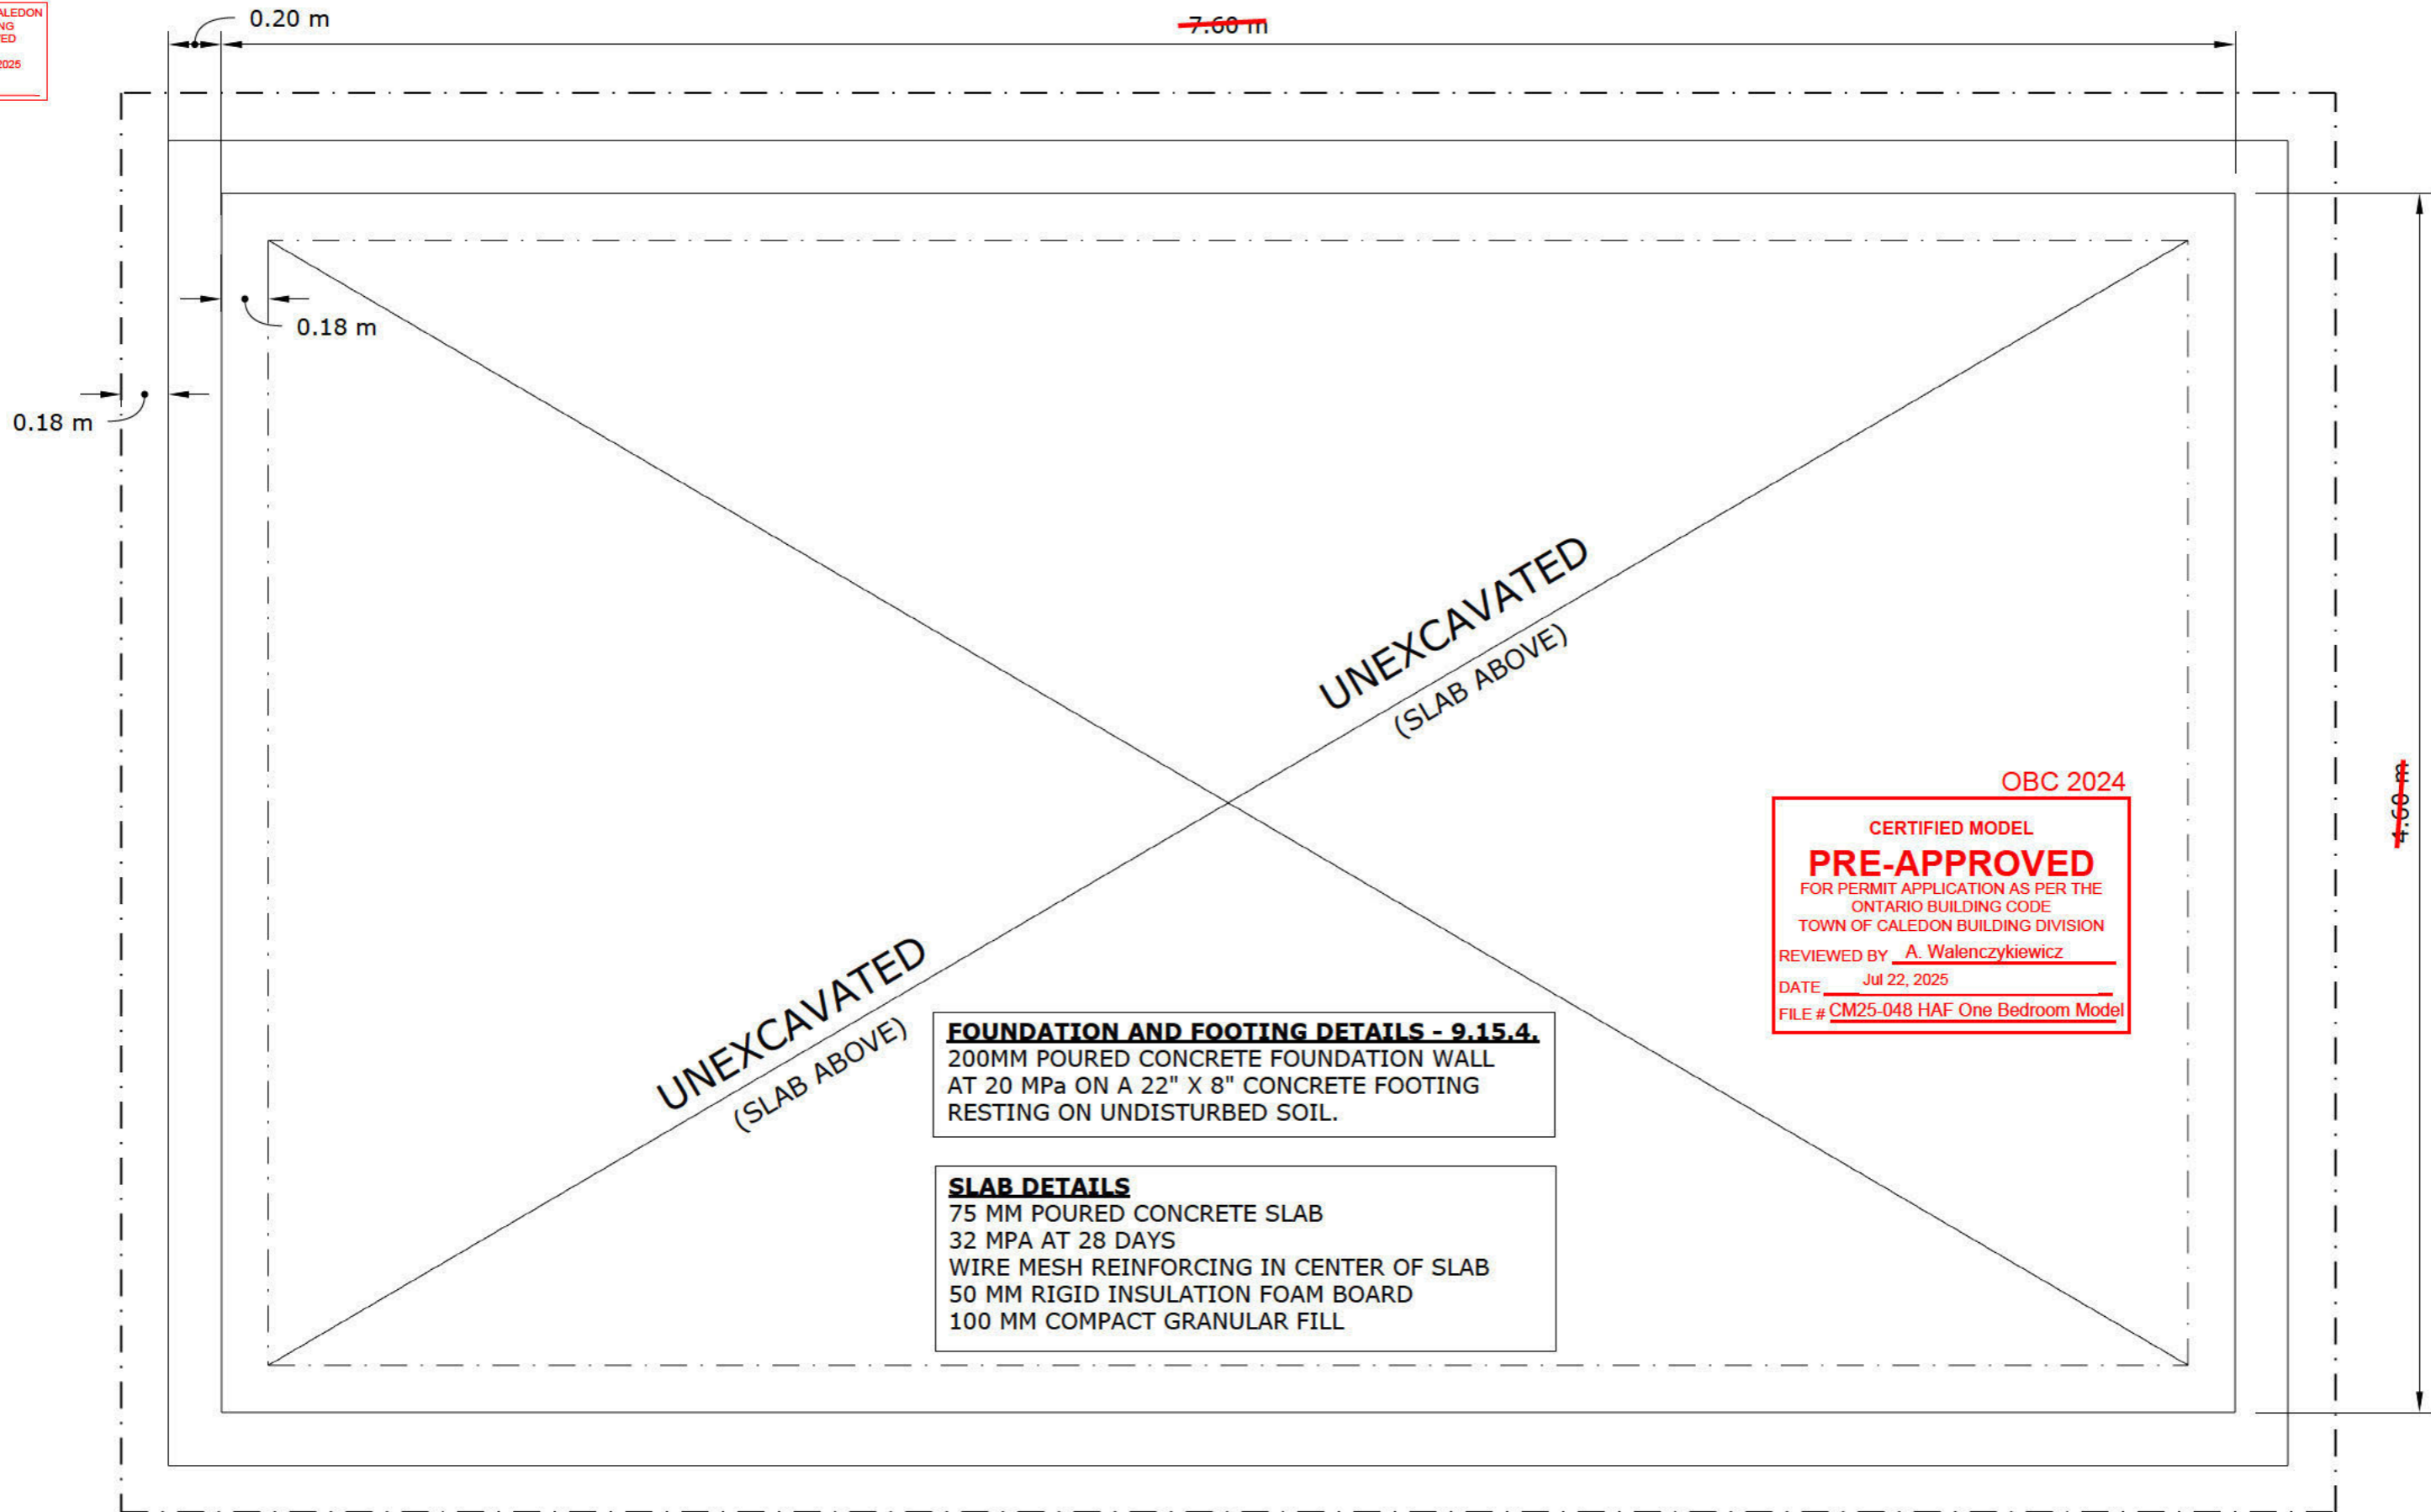 ALEDON
NG
ED
2025
0.20 m
7.60 m
0.18 m
0.18 m
UNEXCAVATED
(SLAB ABOVE)
4.60 m
OBC 2024
CERTIFIED MODEL
PRE-APPROVED
FOR PERMIT APPLICATION AS PER THE
ONTARIO BUILDING CODE
TOWN OF CALEDON BUILDING DIVISION
REVIEWED BY A. Walenczykiewicz
DATE Jul 22, 2025
FILE # CM25-048 HAF One Bedroom Model
UNEXCAVATED
(SLAB ABOVE)
FOUNDATION AND FOOTING DETAILS - 9.15.4.
200MM POURED CONCRETE FOUNDATION WALL
AT 20 MPa ON A 22" X 8" CONCRETE FOOTING
RESTING ON UNDISTURBED SOIL.
SLAB DETAILS
75 MM POURED CONCRETE SLAB
32 MPA AT 28 DAYS
WIRE MESH REINFORCING IN CENTER OF SLAB
50 MM RIGID INSULATION FOAM BOARD
100 MM COMPACT GRANULAR FILL